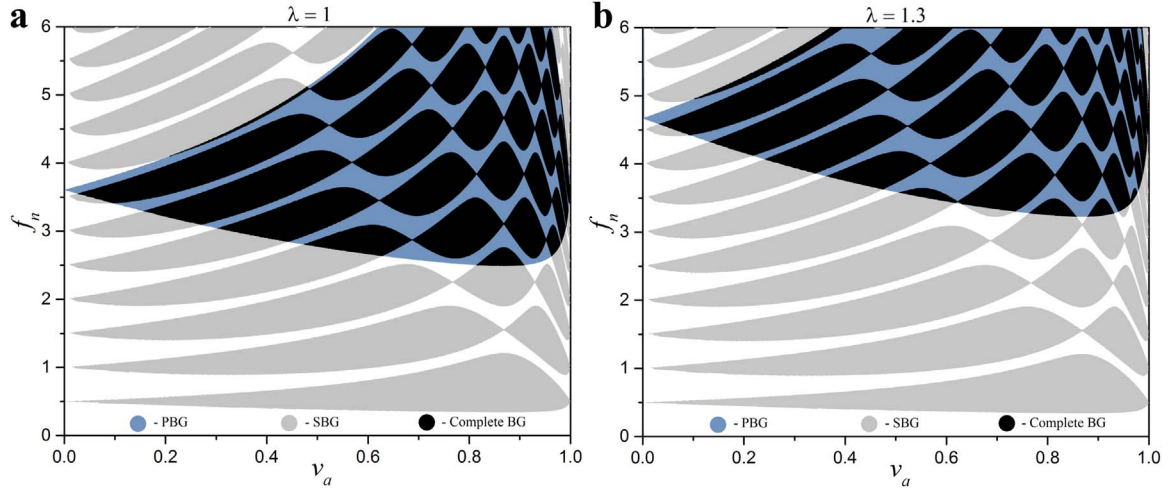 a
λ = 1
6
5
4
3
2
1
0
f_n
- PBG
- SBG
- Complete BG
0.0
0.2
0.4
0.6
0.8
1.0
v_a
b
λ = 1.3
6
5
4
3
2
1
0
f_n
- PBG
- SBG
- Complete BG
0.0
0.2
0.4
0.6
0.8
1.0
v_a